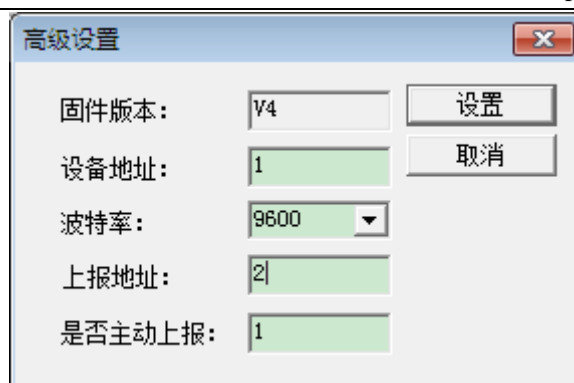 高级设置
固件版本： V4 设置
设备地址： 1 取消
波特率： 9600
上报地址： 2
是否主动上报： 1